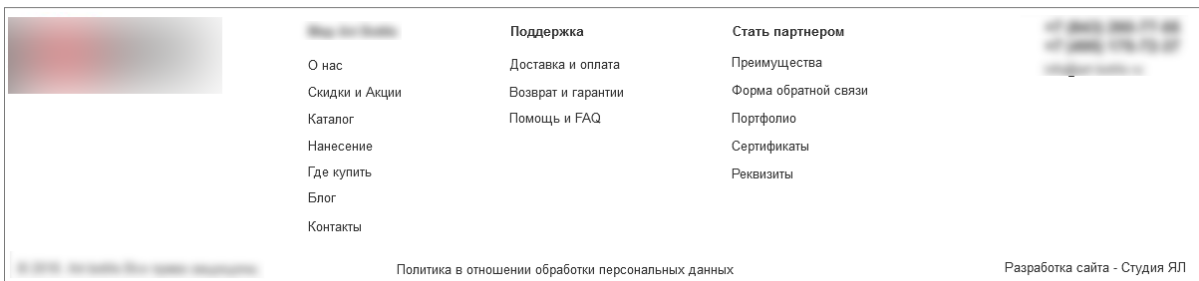 О нас
Скидки и Акции
Каталог
Нанесение
Где купить
Блог
Контакты
Поддержка
Доставка и оплата
Возврат и гарантии
Помощь и FAQ
Стать партнером
Преимущества
Форма обратной связи
Портфолио
Сертификаты
Реквизиты
Политика в отношении обработки персональных данных
Разработка сайта - Студия ЯЛ